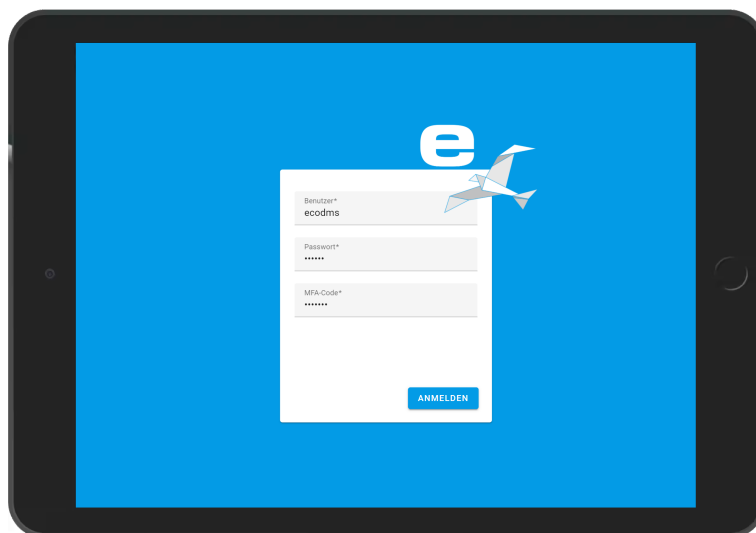 e
Benutzer*
ecodms
Passwort*
••••••
MFA-Code*
•••••••
ANMELDEN